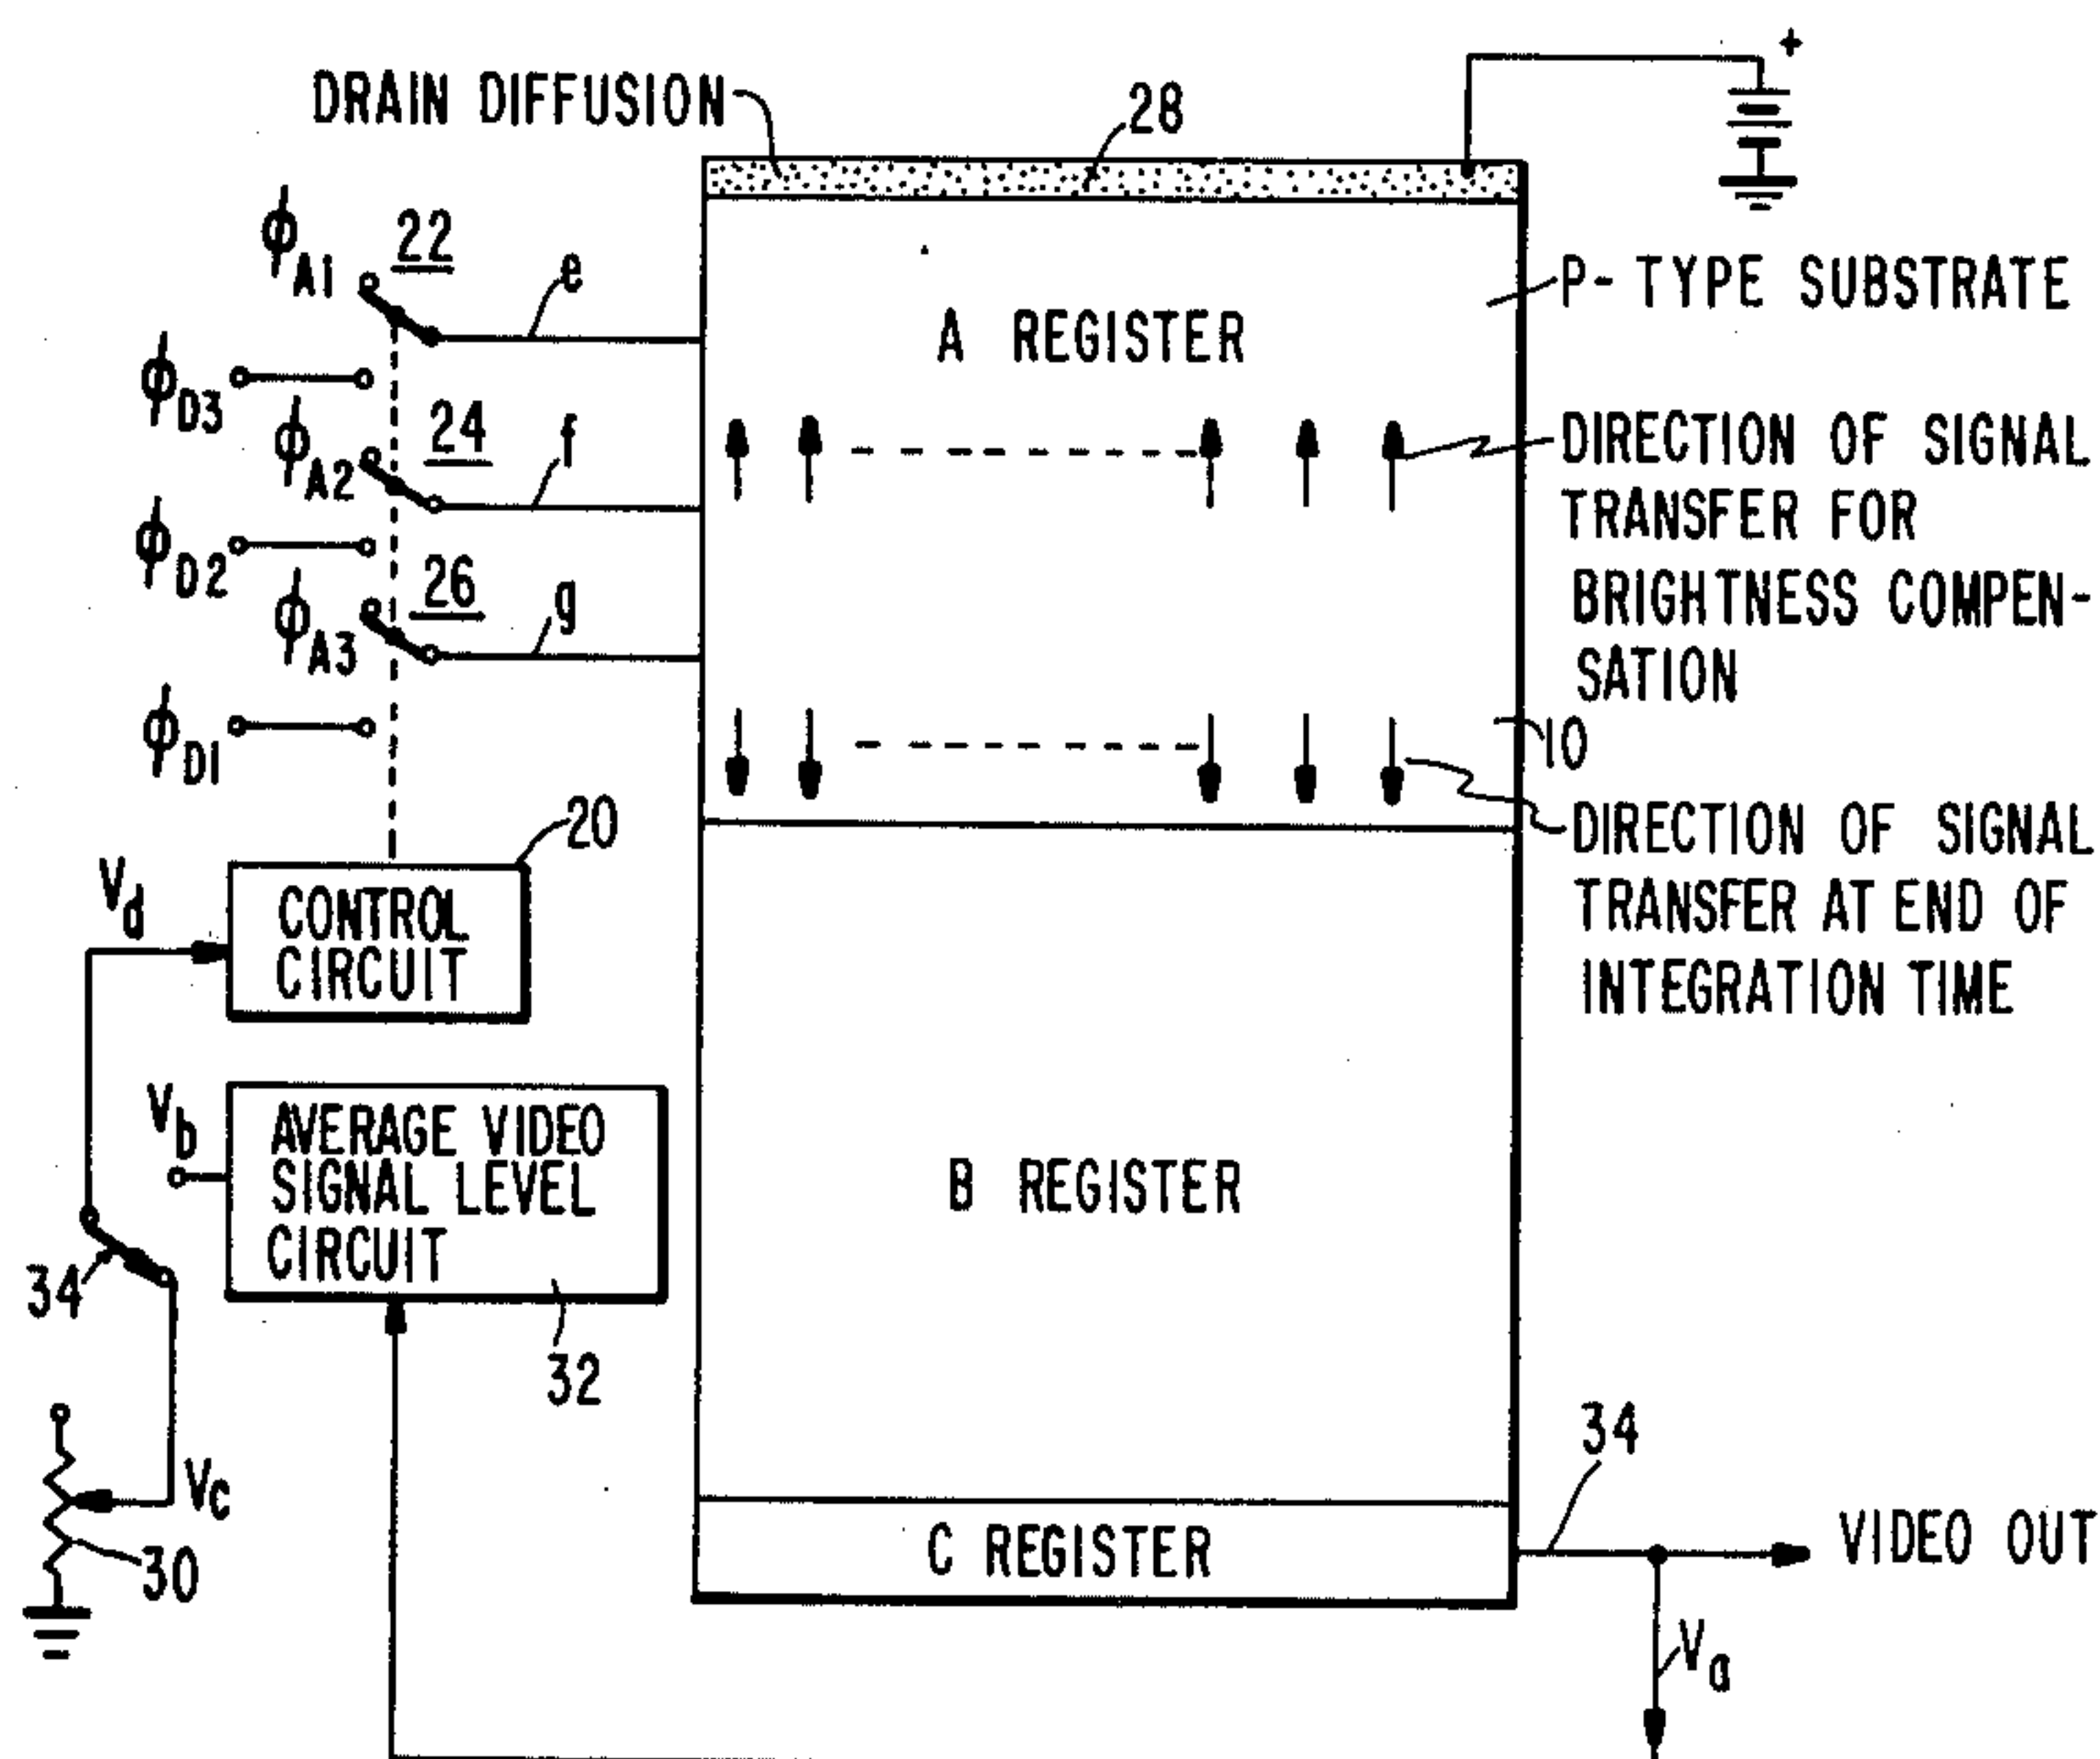 +
DRAIN DIFFUSION
28
ϕA1
22
e
P- TYPE SUBSTRATE
A REGISTER
ϕD3
ϕA2
24
f
DIRECTION OF SIGNAL
TRANSFER FOR
BRIGHTNESS COMPEN-
SATION
ϕD2
ϕA3
26
g
ϕD1
10
DIRECTION OF SIGNAL
TRANSFER AT END OF
INTEGRATION TIME
20
Vd
CONTROL
CIRCUIT
Vb
AVERAGE VIDEO
SIGNAL LEVEL
CIRCUIT
B REGISTER
34
32
Vc
30
34
C REGISTER
VIDEO OUT
Va